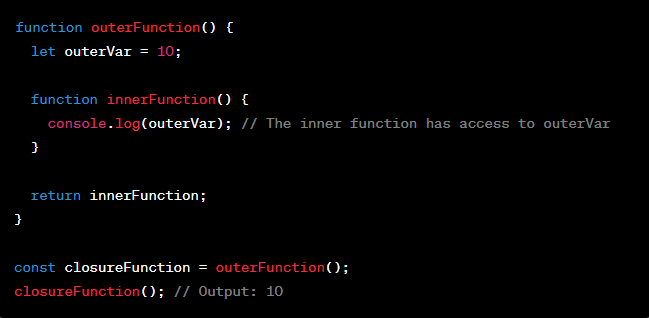 function outerFunction() {
  let outerVar = 10;

  function innerFunction() {
    console.log(outerVar); // The inner function has access to outerVar
  }

  return innerFunction;
}

const closureFunction = outerFunction();
closureFunction(); // Output: 10